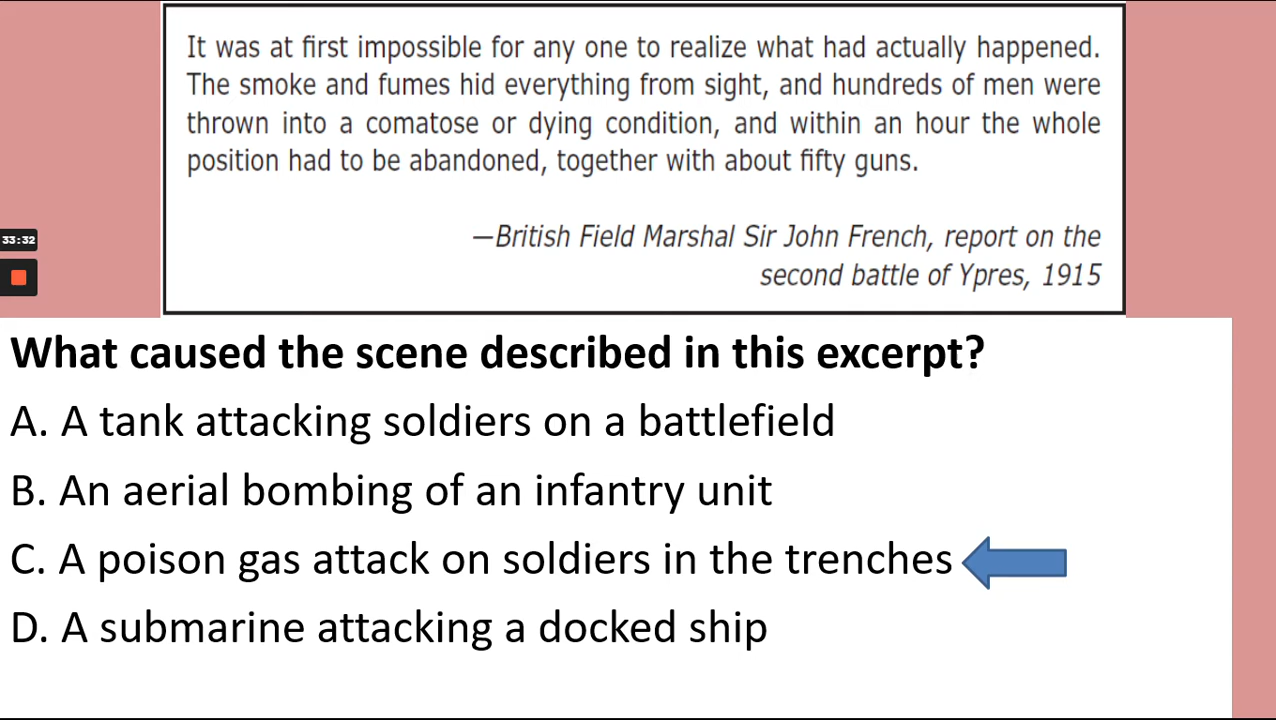 It was at first impossible for any one to realize what had actually happened.
The smoke and fumes hid everything from sight, and hundreds of men were
thrown into a comatose or dying condition, and within an hour the whole
position had to be abandoned, together with about fifty guns.
—British Field Marshal Sir John French, report on the
second battle of Ypres, 1915
33:32
What caused the scene described in this excerpt?
A. A tank attacking soldiers on a battlefield
B. An aerial bombing of an infantry unit
C. A poison gas attack on soldiers in the trenches
D. A submarine attacking a docked ship